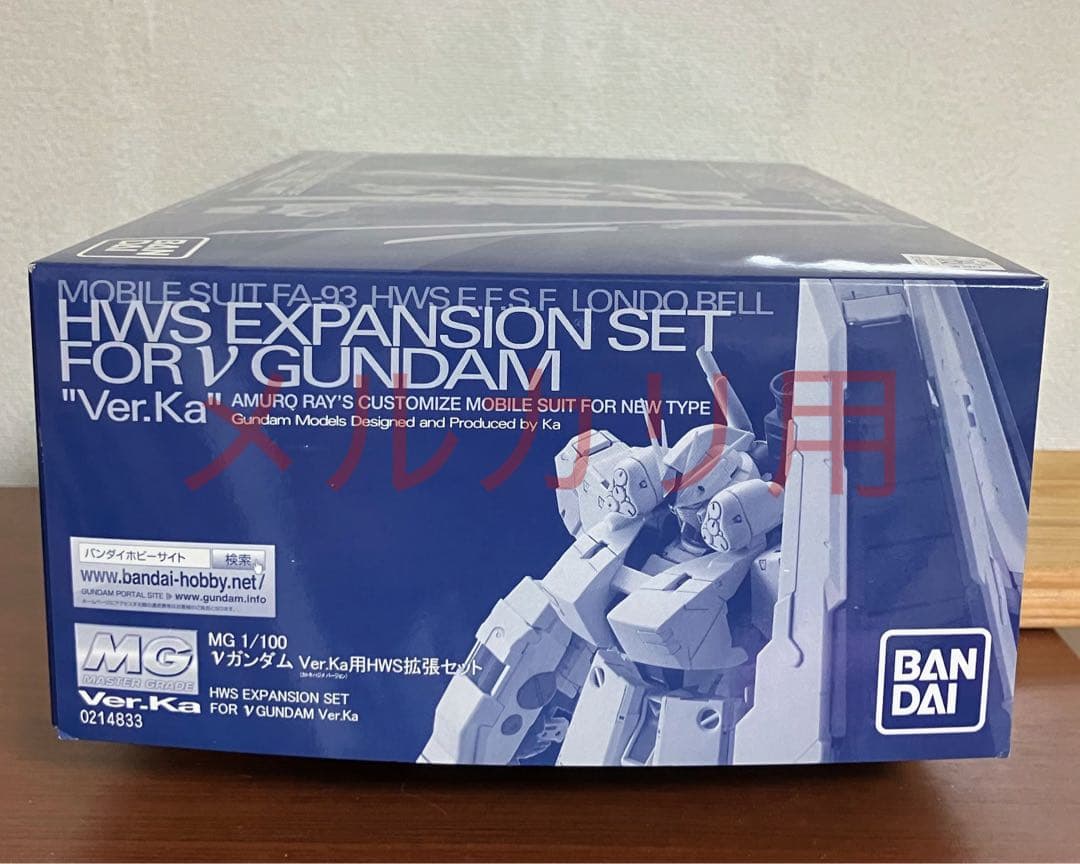 BAN
DAI
MOBILE SUIT FA-93 HWS E.F.S.F. LONDO BELL
HWS EXPANSION SET
FOR ν GUNDAM
"Ver.Ka" AMURO RAY'S CUSTOMIZE MOBILE SUIT FOR NEW TYPE
Gundam Models Designed and Produced by Ka
メルカリ用
バンダイホビーサイト 検索
www.bandai-hobby.net/
GUNDAM PORTAL SITE www.gundam.info
MG
MASTER GRADE
Ver.Ka
0214833
MG 1/100
νガンダム Ver.Ka用HWS拡張セット
HWS EXPANSION SET
FOR ν GUNDAM Ver.Ka
BAN
DAI